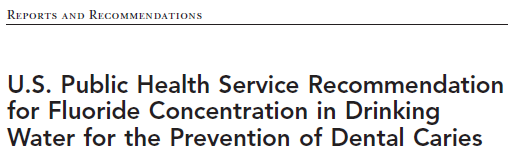 Reports and Recommendations
U.S. Public Health Service Recommendation
for Fluoride Concentration in Drinking
Water for the Prevention of Dental Caries